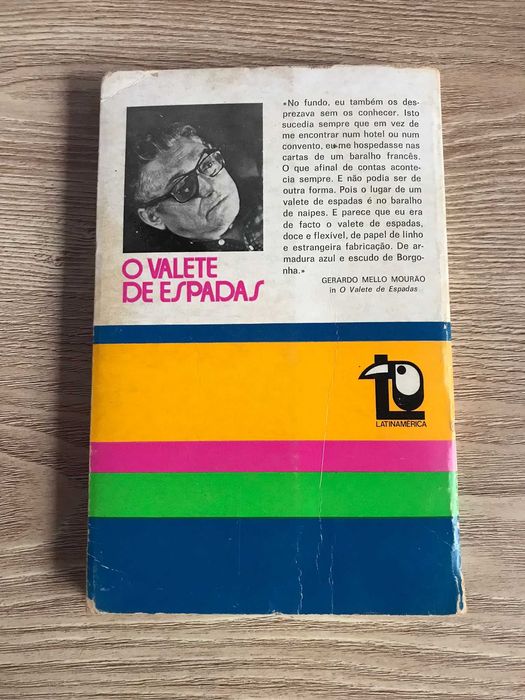 «No fundo, eu também os des-
prezava sem os conhecer. Isto
sucedia sempre que em vez de
me encontrar num hotel ou num
convento, eu me hospedasse nas
cartas de um baralho francês.
O que afinal de contas aconte-
cia sempre. E não podia ser de
outra forma. Pois o lugar de um
valete de espadas é no baralho
de naipes. E parece que eu era
de facto o valete de espadas,
doce e flexível, de papel de linho
e estrangeira fabricação. De ar-
madura azul e escudo de Borgo-
nha.»
GERARDO MELLO MOURÃO
in O Valete de Espadas
O VALETE
DE ESPADAS
LATINAMÉRICA